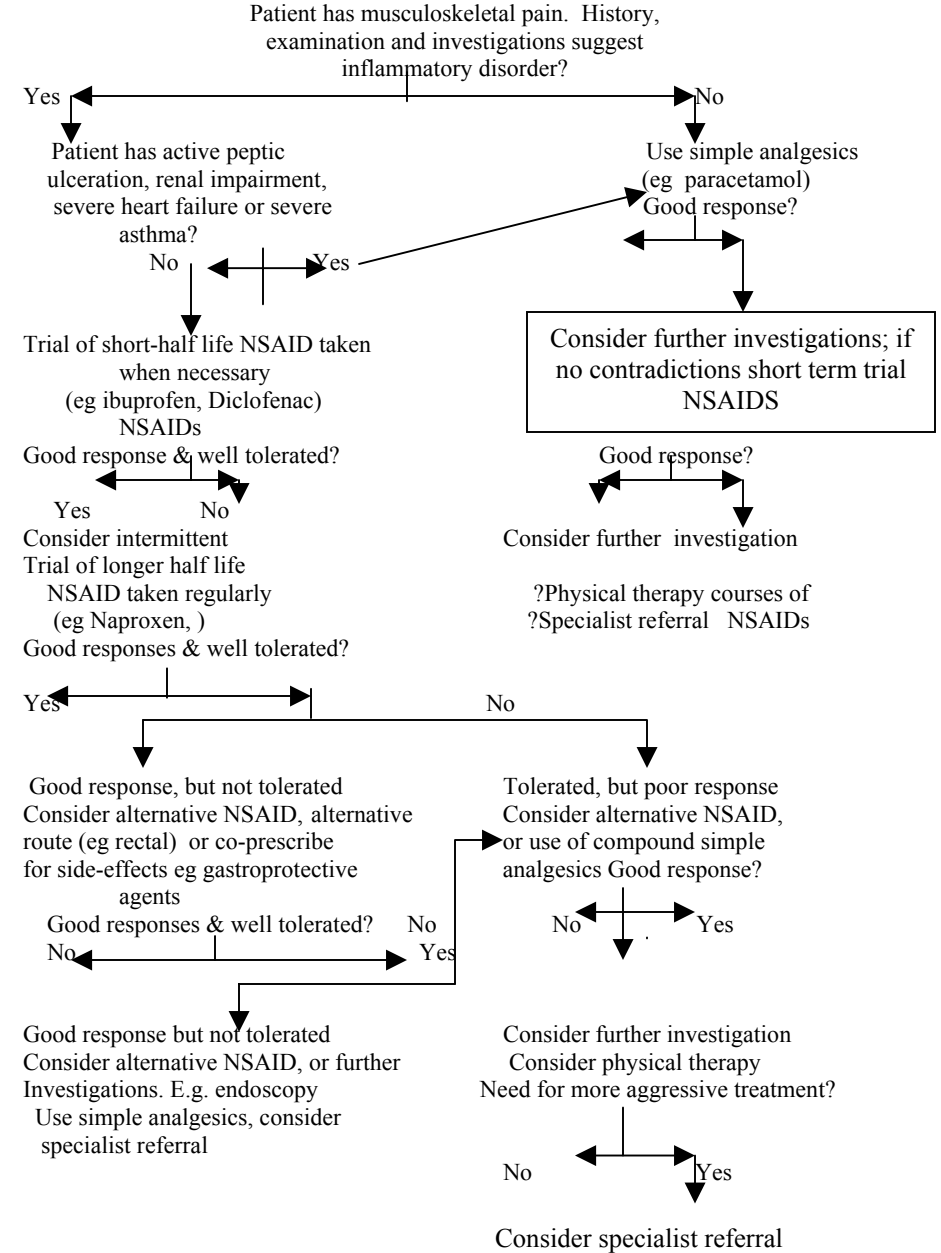 Patient has musculoskeletal pain. History,
examination and investigations suggest
inflammatory disorder?
Yes
No
Patient has active peptic
ulceration, renal impairment,
severe heart failure or severe
asthma?
Use simple analgesics
(eg paracetamol)
Good response?
No
Yes
Trial of short-half life NSAID taken
when necessary
(eg ibuprofen, Diclofenac)
NSAIDs
Good response & well tolerated?
Consider further investigations; if
no contradictions short term trial
NSAIDS
Good response?
Yes No
Consider intermittent
Trial of longer half life
NSAID taken regularly
(eg Naproxen, )
Good responses & well tolerated?
Consider further investigation
?Physical therapy courses of
?Specialist referral NSAIDs
Yes
No
Good response, but not tolerated
Consider alternative NSAID, alternative
route (eg rectal) or co-prescribe
for side-effects eg gastroprotective
agents
Good responses & well tolerated? No
No Yes
Tolerated, but poor response
Consider alternative NSAID,
or use of compound simple
analgesics Good response?
No . Yes
Good response but not tolerated
Consider alternative NSAID, or further
Investigations. E.g. endoscopy
Use simple analgesics, consider
specialist referral
Consider further investigation
Consider physical therapy
Need for more aggressive treatment?
No Yes
Consider specialist referral